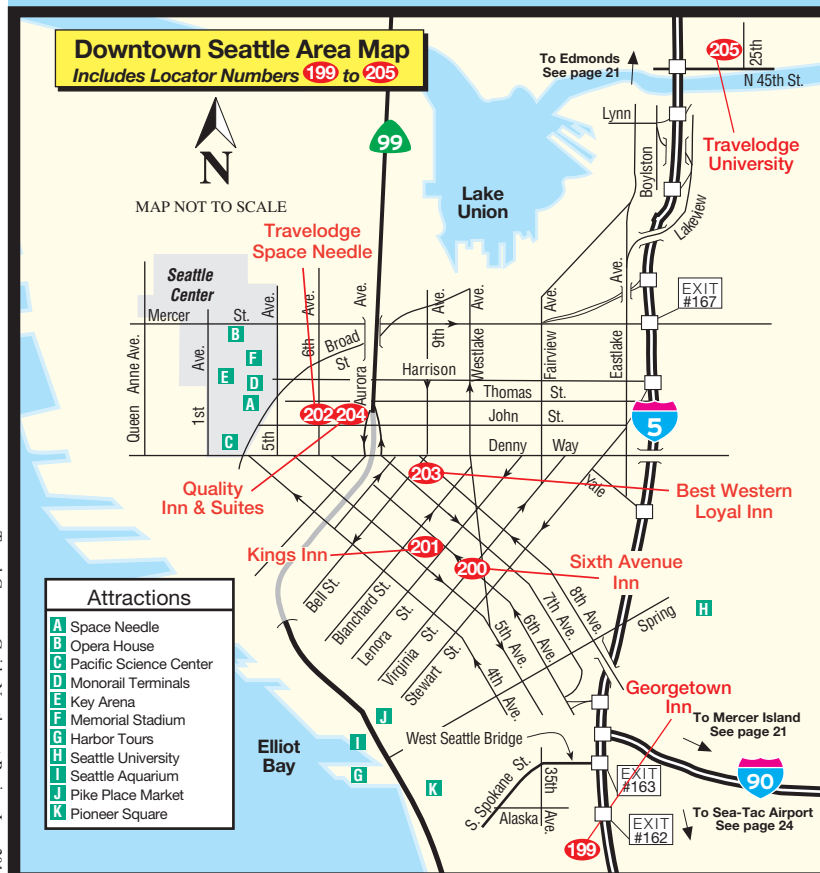 Downtown Seattle Area Map
Includes Locator Numbers 199 to 205
N
MAP NOT TO SCALE
99
To Edmonds
See page 21
205
25th
N 45th St.
Travelodge
University
Lynn
Boylston
Lakeview
Lake
Union
Travelodge
Space Needle
Seattle
Center
EXIT
#167
Mercer St.
Queen Anne Ave.
1st Ave.
5th Ave.
6th Ave.
Broad
St
Aurora Ave.
9th Ave.
Westlake Ave.
Fairview Ave.
Eastlake Ave.
Harrison
Thomas St.
John St.
Denny Way
B
F
E
D
A
C
202
204
5
203
Yale
Quality
Inn & Suites
Best Western
Loyal Inn
Kings Inn
201
200
Sixth Avenue
Inn
Bell St.
Blanchard St.
Lenora St.
Virginia St.
Stewart St.
4th Ave.
5th Ave.
6th Ave.
7th Ave.
8th Ave.
Spring
H
Attractions
A Space Needle
B Opera House
C Pacific Science Center
D Monorail Terminals
E Key Arena
F Memorial Stadium
G Harbor Tours
H Seattle University
I Seattle Aquarium
J Pike Place Market
K Pioneer Square
Elliot
Bay
J
I
G
K
Georgetown
Inn
To Mercer Island
See page 21
West Seattle Bridge
90
S. Spokane St.
35th Ave.
Alaska
EXIT
#163
EXIT
#162
To Sea-Tac Airport
See page 24
199